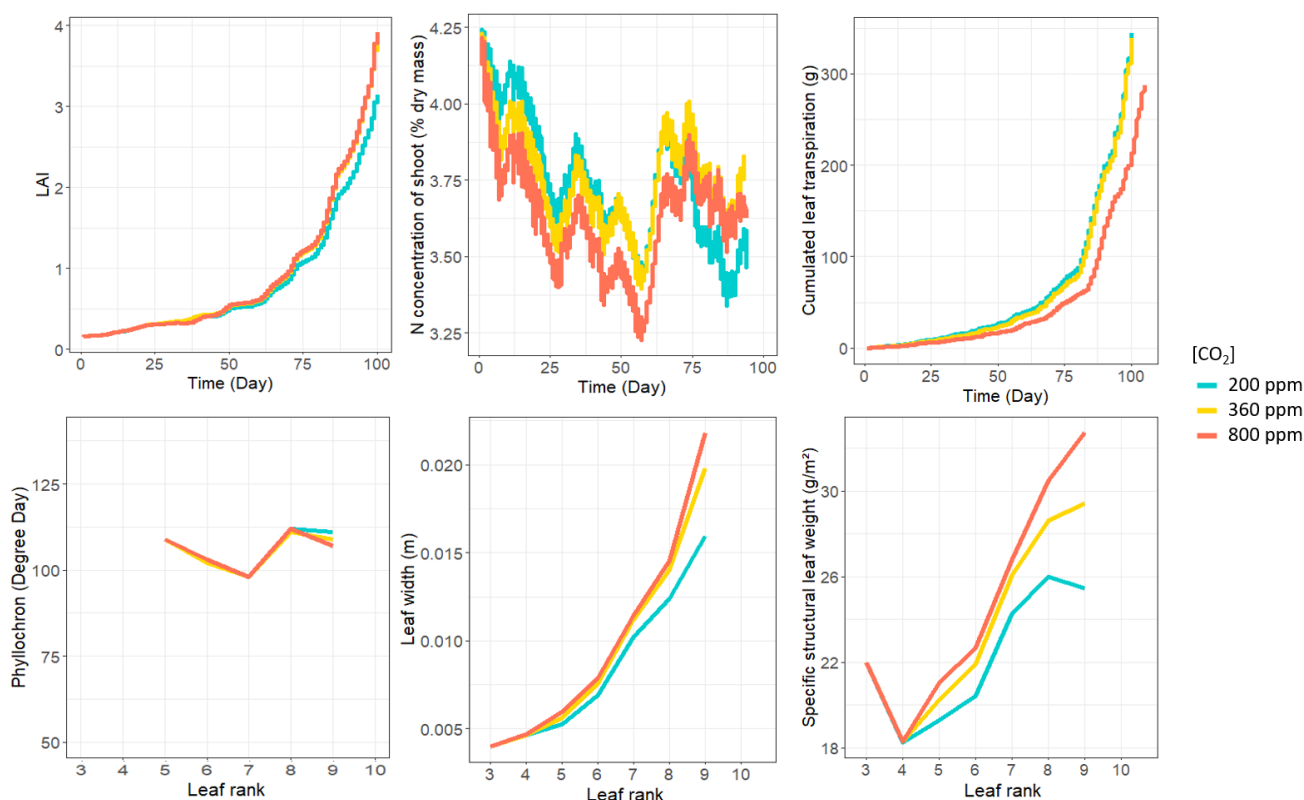 LAI
4
3
2
1
0
0
25
50
75
100
Time (Day)
N concentration of shoot (% dry mass)
4.25
4.00
3.75
3.50
3.25
0
25
50
75
100
Time (Day)
Cumulated leaf transpiration (g)
300
200
100
0
0
25
50
75
100
Time (Day)
[CO₂]
200 ppm
360 ppm
800 ppm
Phyllochron (Degree Day)
125
100
75
50
3 4 5 6 7 8 9 10
Leaf rank
Leaf width (m)
0.020
0.015
0.010
0.005
3 4 5 6 7 8 9 10
Leaf rank
Specific structural leaf weight (g/m²)
30
26
22
18
3 4 5 6 7 8 9 10
Leaf rank